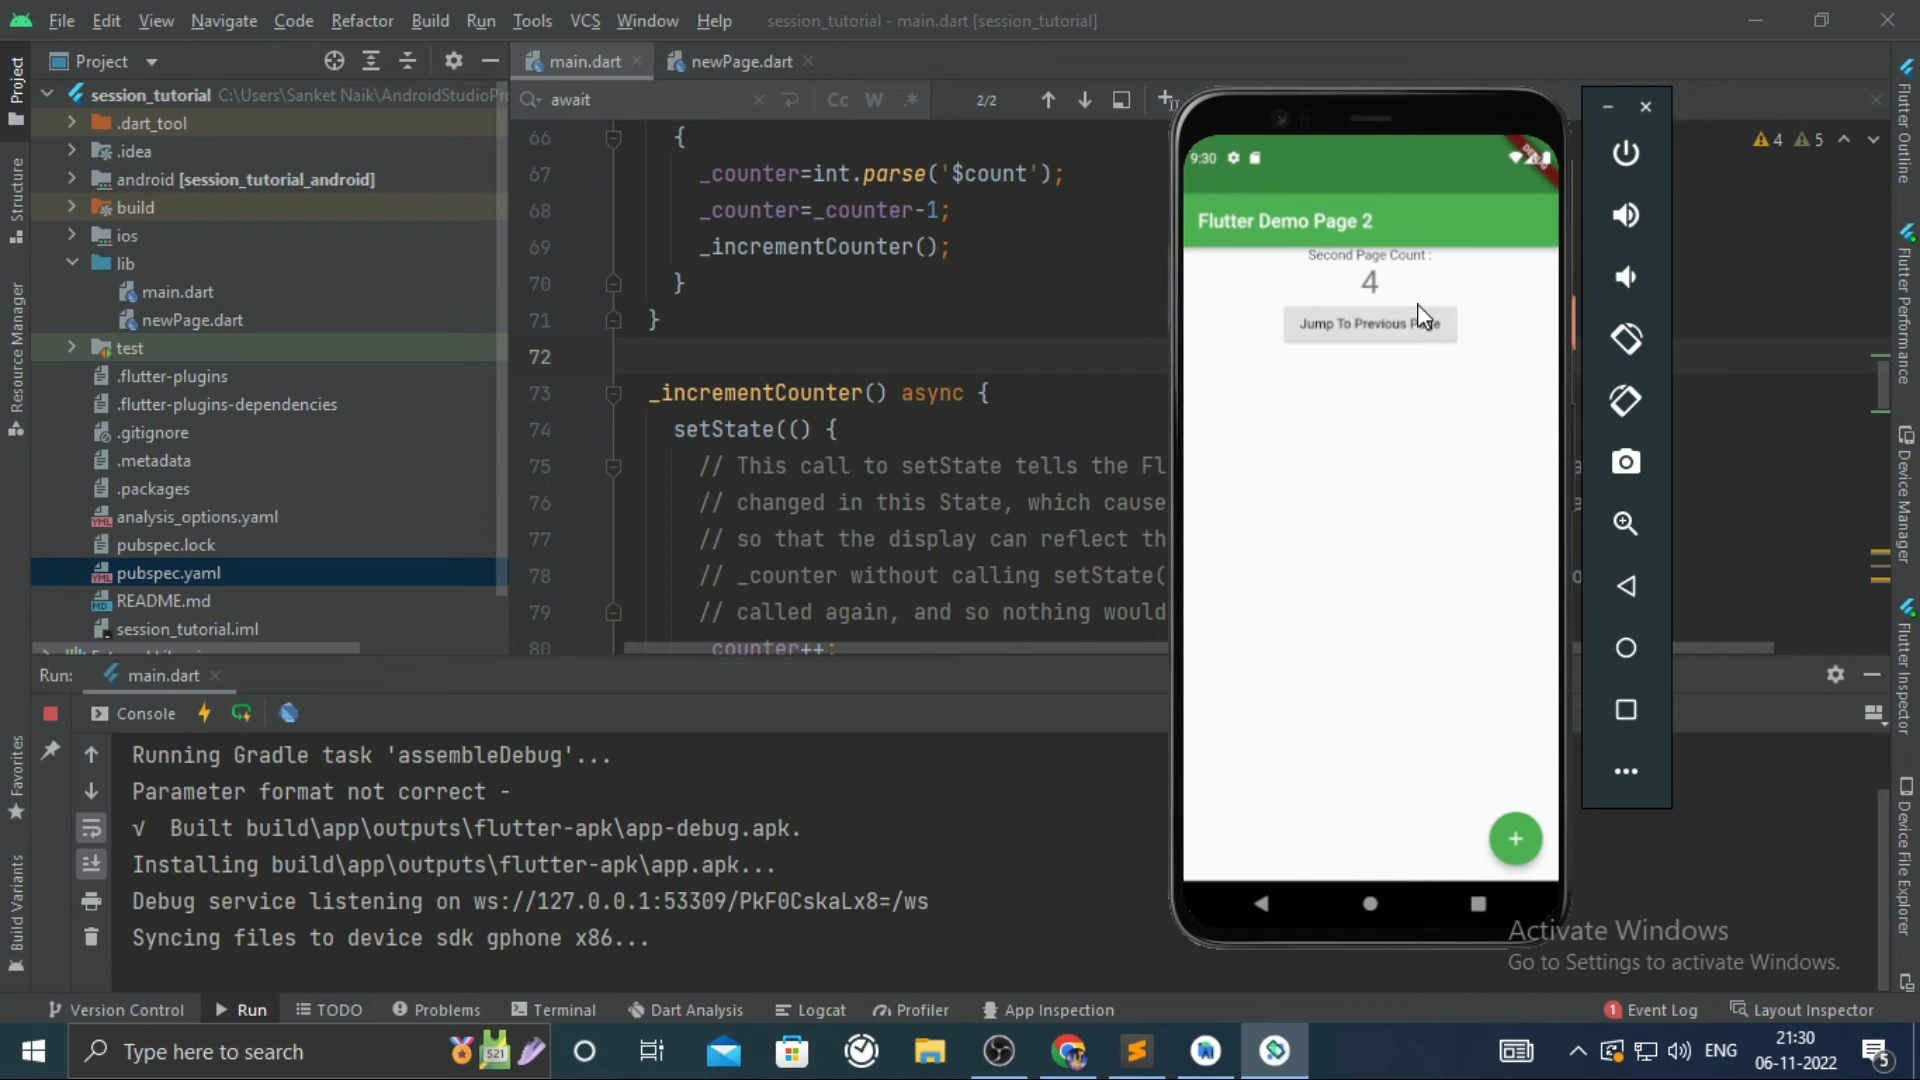 File Edit View Navigate Code Refactor Build Run Tools VCS Window Help session_tutorial - main.dart [session_tutorial]
Project
main.dart
newPage.dart
session_tutorial C:\Users\Sanket Naik\AndroidStudioPr
await
Cc W .* 2/2
4 5
.dart_tool
.idea
android [session_tutorial_android]
build
ios
lib
main.dart
newPage.dart
test
.flutter-plugins
.flutter-plugins-dependencies
.gitignore
.metadata
.packages
analysis_options.yaml
pubspec.lock
pubspec.yaml
README.md
session_tutorial.iml
66 {
67 _counter=int.parse('$count');
68 _counter=_counter-1;
69 _incrementCounter();
70 }
71 }
72
73 _incrementCounter() async {
74 setState(() {
75 // This call to setState tells the Fl
76 // changed in this State, which cause
77 // so that the display can reflect th
78 // _counter without calling setState(
79 // called again, and so nothing would
80 counter++;
9:30
DEBUG
Flutter Demo Page 2
Second Page Count :
4
Jump To Previous Page
+
Project
Structure
Resource Manager
Favorites
Build Variants
Flutter Outline
Flutter Performance
Device Manager
Flutter Inspector
Device File Explorer
Run: main.dart
Console
Running Gradle task 'assembleDebug'...
Parameter format not correct -
√ Built build\app\outputs\flutter-apk\app-debug.apk.
Installing build\app\outputs\flutter-apk\app.apk...
Debug service listening on ws://127.0.0.1:53309/PkF0CskaLx8=/ws
Syncing files to device sdk gphone x86...
Activate Windows
Go to Settings to activate Windows.
Version Control Run TODO Problems Terminal Dart Analysis Logcat Profiler App Inspection 1 Event Log Layout Inspector
Type here to search
S21
ENG
21:30
06-11-2022
5